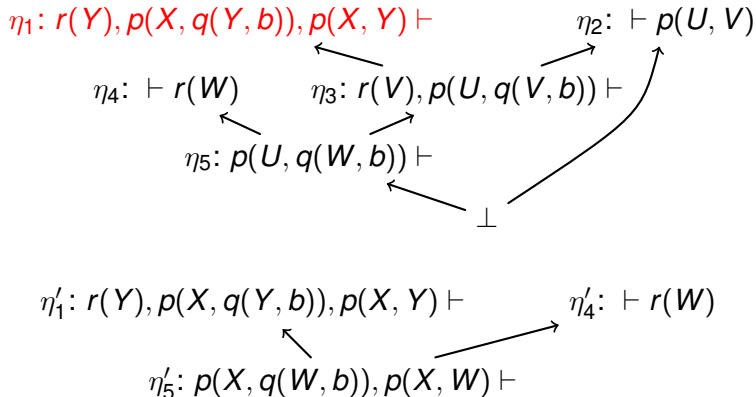 η₁: r(Y), p(X, q(Y, b)), p(X, Y) ⊢ η₂: ⊢ p(U, V)
η₄: ⊢ r(W) η₃: r(V), p(U, q(V, b)) ⊢
η₅: p(U, q(W, b)) ⊢
⊥
η′₁: r(Y), p(X, q(Y, b)), p(X, Y) ⊢ η′₄: ⊢ r(W)
η′₅: p(X, q(W, b)), p(X, W) ⊢